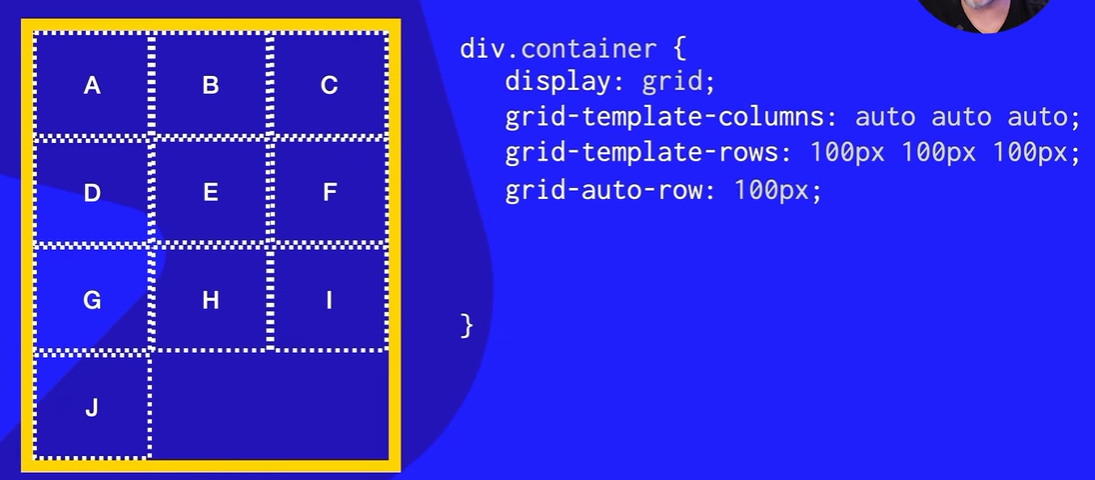 A B C
D E F
G H I
J
div.container {
display: grid;
grid-template-columns: auto auto auto;
grid-template-rows: 100px 100px 100px;
grid-auto-row: 100px;
}